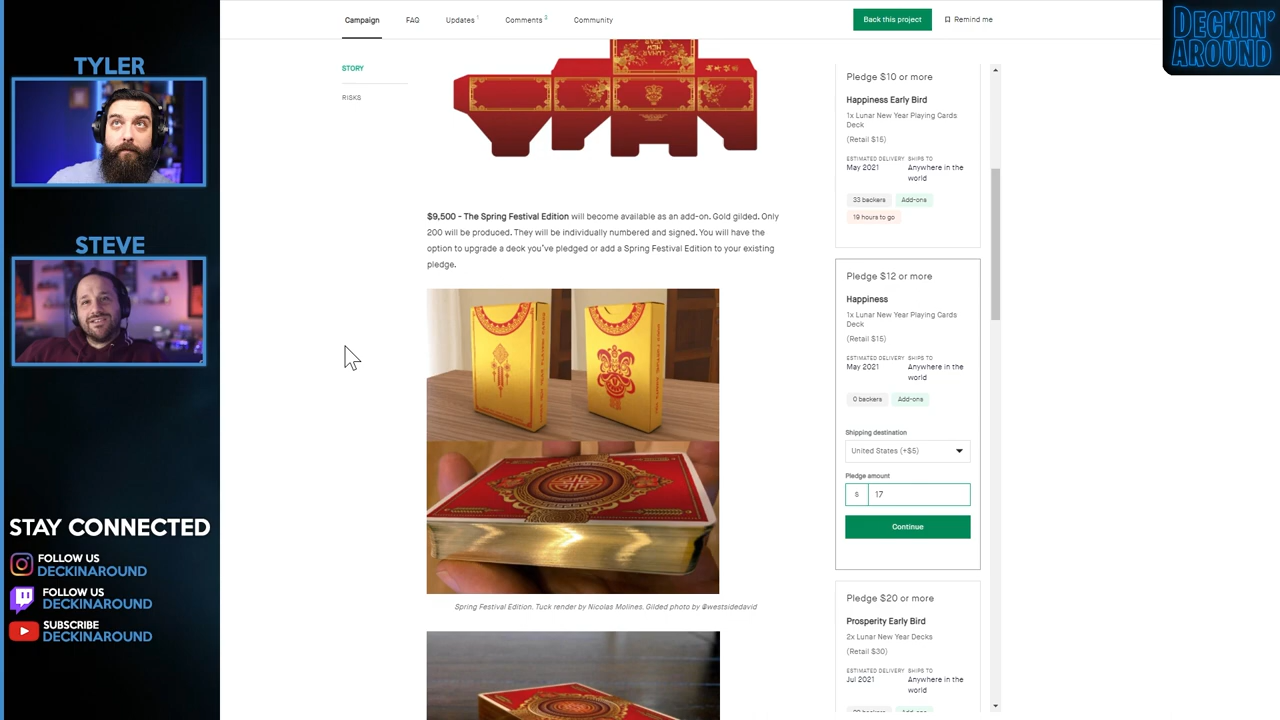 TYLER
STEVE
STAY CONNECTED
FOLLOW US
DECKINAROUND
FOLLOW US
DECKINAROUND
SUBSCRIBE
DECKINAROUND
Campaign
FAQ
Updates 1
Comments
Community
Back this project
Remind me
DECKIN'
AROUND
STORY
RISKS
$9,500 - The Spring Festival Edition will become available as an add-on. Gold gilded. Only
200 will be produced. They will be individually numbered and signed. You will have the
option to upgrade a deck you've pledged or add a Spring Festival Edition to your existing
pledge.
Spring Festival Edition. Tuck render by Nicolas Molines. Gilded photo by @westsidedavid
Pledge $10 or more
Happiness Early Bird
1x Lunar New Year Playing Cards
Deck
(Retail $15)
ESTIMATED DELIVERY SHIPS TO
May 2021 Anywhere in the
world
33 backers Add-ons
19 hours to go
Pledge $12 or more
Happiness
1x Lunar New Year Playing Cards
Deck
(Retail $15)
ESTIMATED DELIVERY SHIPS TO
May 2021 Anywhere in the
world
0 backers Add-ons
Shipping destination
United States (+$5)
Pledge amount
$ 17
Continue
Pledge $20 or more
Prosperity Early Bird
2x Lunar New Year Decks
(Retail $30)
ESTIMATED DELIVERY SHIPS TO
Jul 2021 Anywhere in the
world